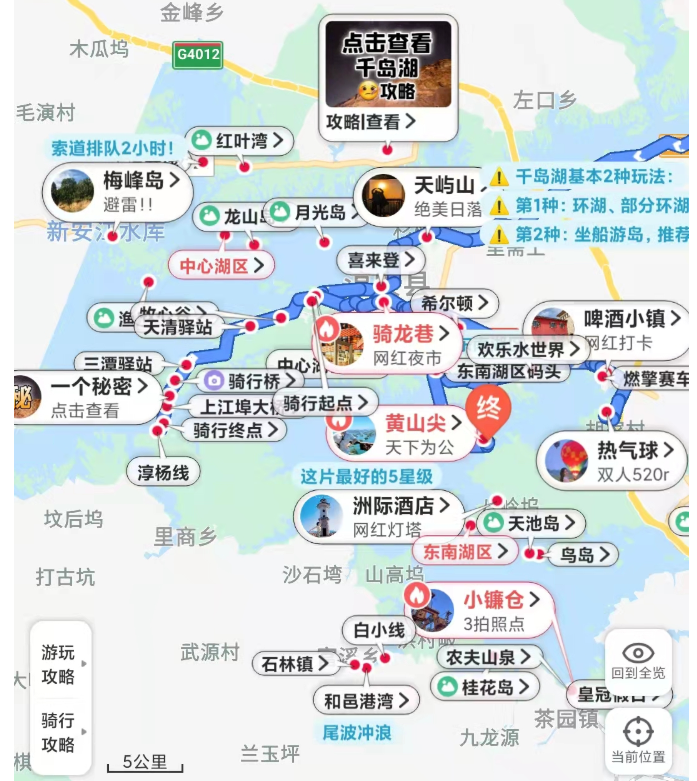 金峰乡
木瓜坞
G4012
点击查看
千岛湖
攻略
攻略|查看
左口乡
毛演村
索道排队2小时!
红叶湾
梅峰岛
避雷!!
天屿山
绝美日落
千岛湖基本2种玩法:
第1种: 环湖、部分环湖
第2种: 坐船游岛, 推荐
龙山岛
月光岛
新安江水库
中心湖区
喜来登
希尔顿
牧心谷
天清驿站
骑龙巷
网红夜市
啤酒小镇
网红打卡
欢乐水世界
东南湖区码头
三潭驿站
一个秘密
点击查看
骑行桥
上江埠大桥
骑行起点
燃擎赛车
骑行终点
黄山尖
天下为公
终
热气球
双人520r
淳杨线
这片最好的5星级
洲际酒店
网红灯塔
坟后坞
里商乡
天池岛
东南湖区
鸟岛
打古坑
沙石塆
山高坞
小镰仓
3拍照点
白小线
游玩
攻略
武源村
石林镇
农夫山泉
回到全览
桂花岛
和邑港湾
皇冠假日
骑行
攻略
尾波冲浪
茶园镇
九龙源
当前位置
兰玉坪
5公里